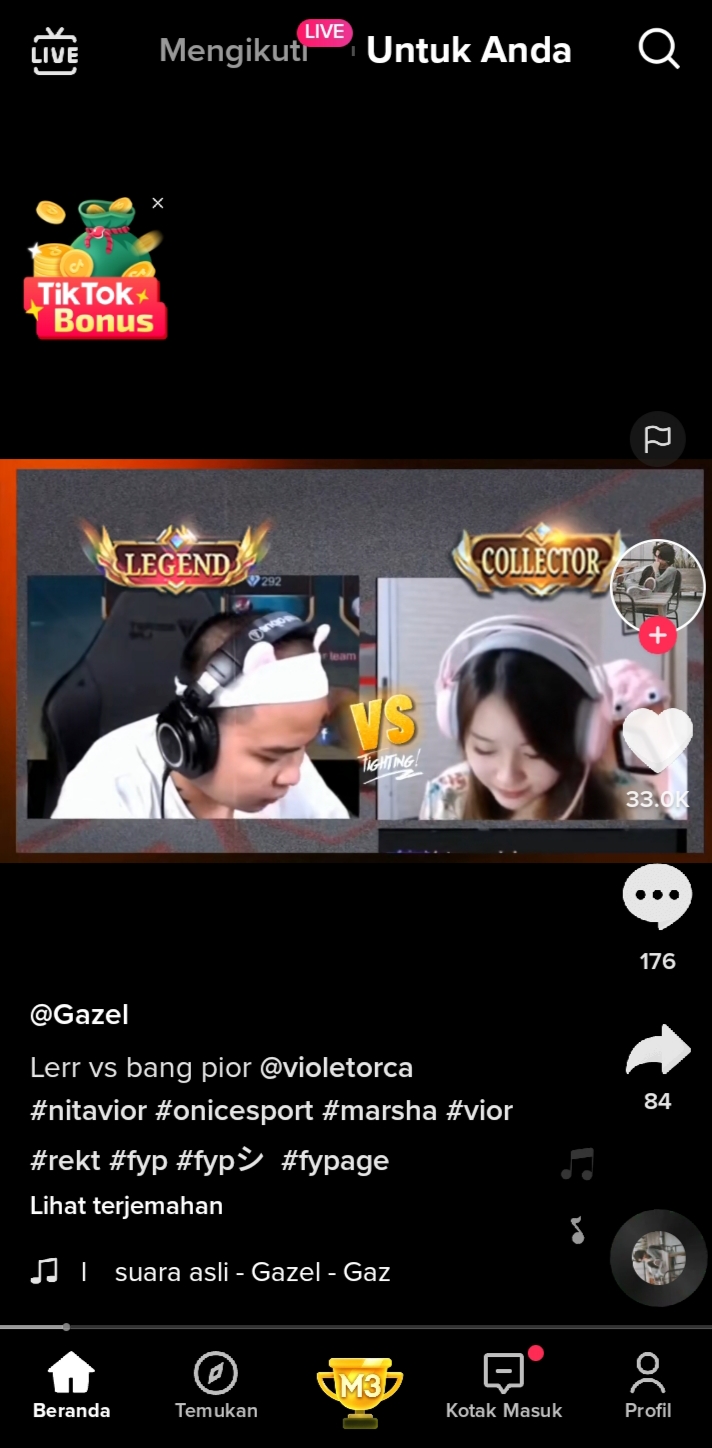 LIVE
Mengikuti
LIVE
Untuk Anda
TikTok
Bonus
LEGEND
COLLECTOR
292
r team
VS
FIGHTING!
33.0K
176
84
@Gazel
Lerr vs bang pior @violetorca
#nitavior #onicesport #marsha #vior
#rekt #fyp #fypシ #fypage
Lihat terjemahan
suara asli - Gazel - Gaz
M3
Beranda
Temukan
Kotak Masuk
Profil